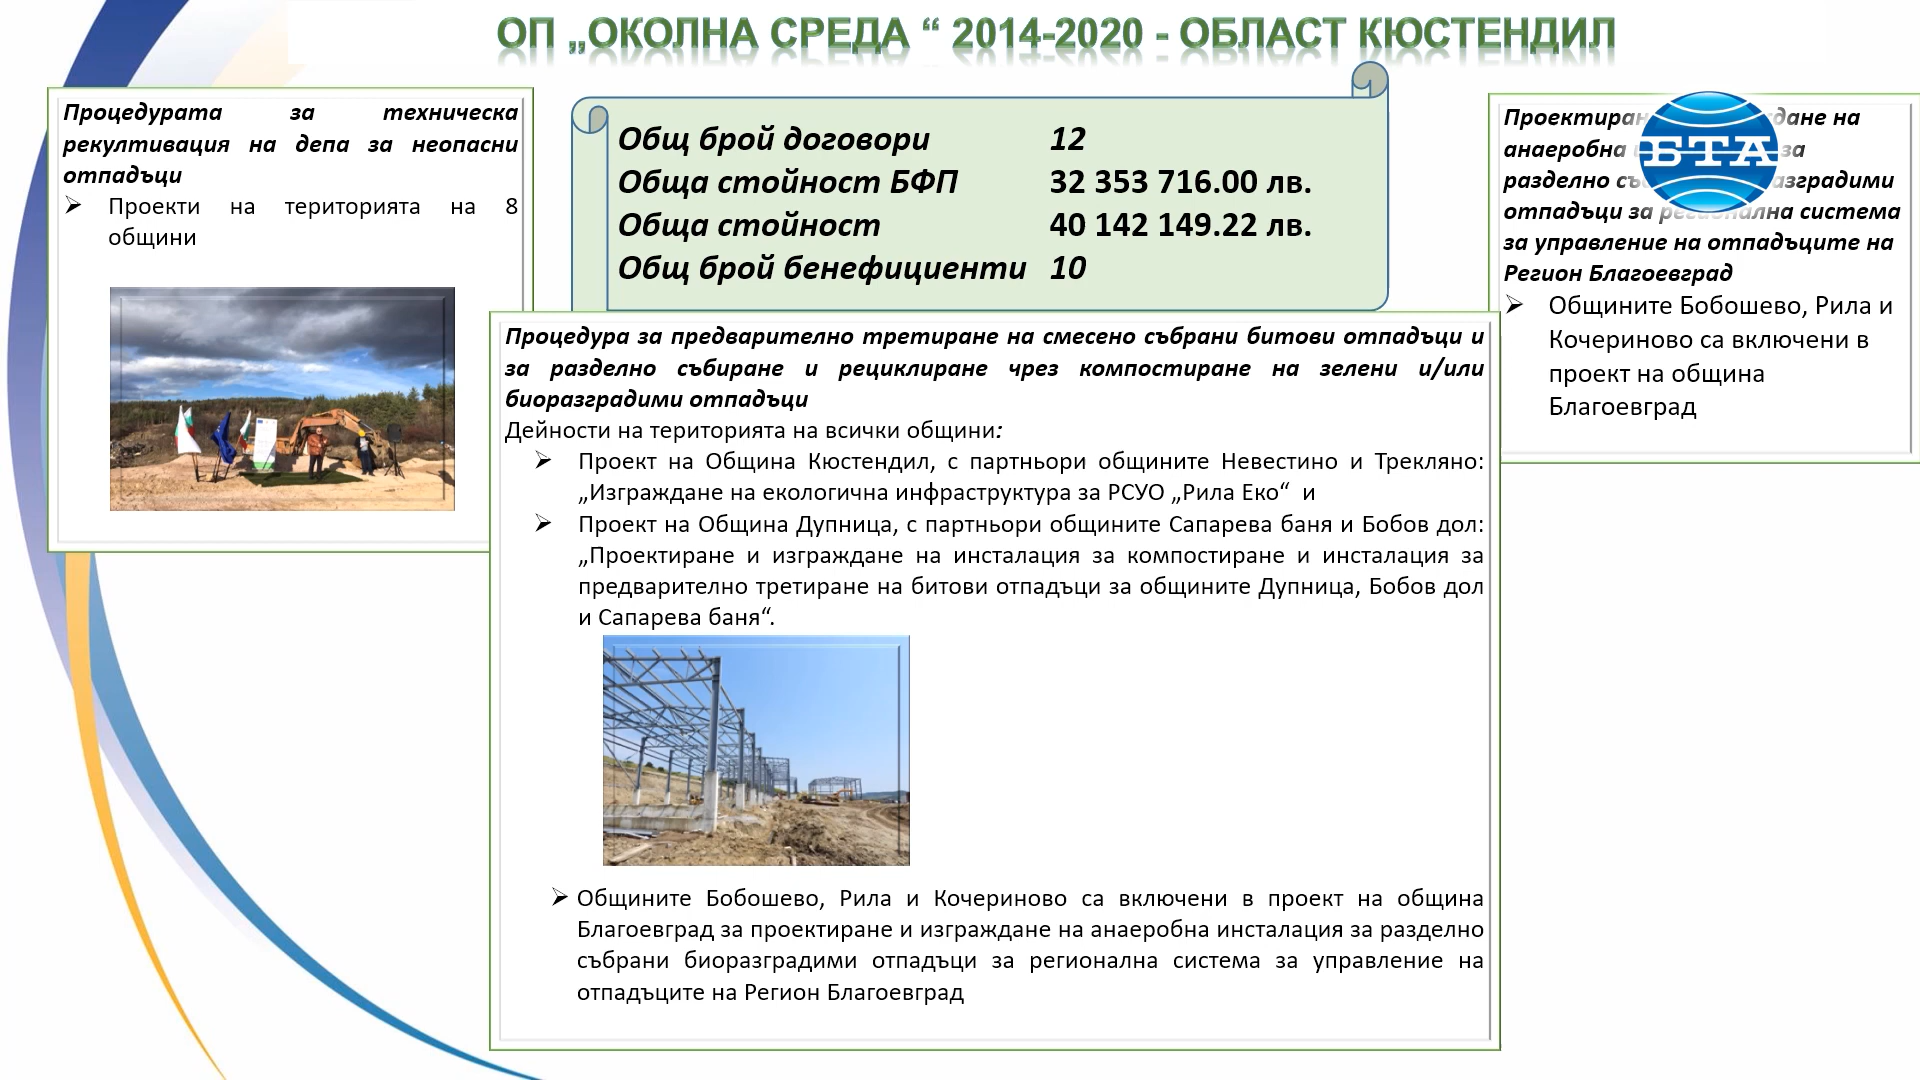 ОП „ОКОЛНА СРЕДА “ 2014-2020 - ОБЛАСТ КЮСТЕНДИЛ
Процедурата за техническа
рекултивация на депа за неопасни
отпадъци
Проекти на територията на 8
общини
Общ брой договори 12
Обща стойност БФП 32 353 716.00 лв.
Обща стойност 40 142 149.22 лв.
Общ брой бенефициенти 10
Процедура за предварително третиране на смесено събрани битови отпадъци и
за разделно събиране и рециклиране чрез компостиране на зелени и/или
биоразградими отпадъци
Дейности на територията на всички общини:
Проект на Община Кюстендил, с партньори общините Невестино и Трекляно:
„Изграждане на екологична инфраструктура за РСУО „Рила Еко“ и
Проект на Община Дупница, с партньори общините Сапарева баня и Бобов дол:
„Проектиране и изграждане на инсталация за компостиране и инсталация за
предварително третиране на битови отпадъци за общините Дупница, Бобов дол
и Сапарева баня“.
Общините Бобошево, Рила и Кочериново са включени в проект на община
Благоевград за проектиране и изграждане на анаеробна инсталация за разделно
събрани биоразградими отпадъци за регионална система за управление на
отпадъците на Регион Благоевград
на
анаеробна за
разделно
отпадъци за регионална система
за управление на отпадъците на
Регион Благоевград
Общините Бобошево, Рила и
Кочериново са включени в
проект на община
Благоевград
БТА